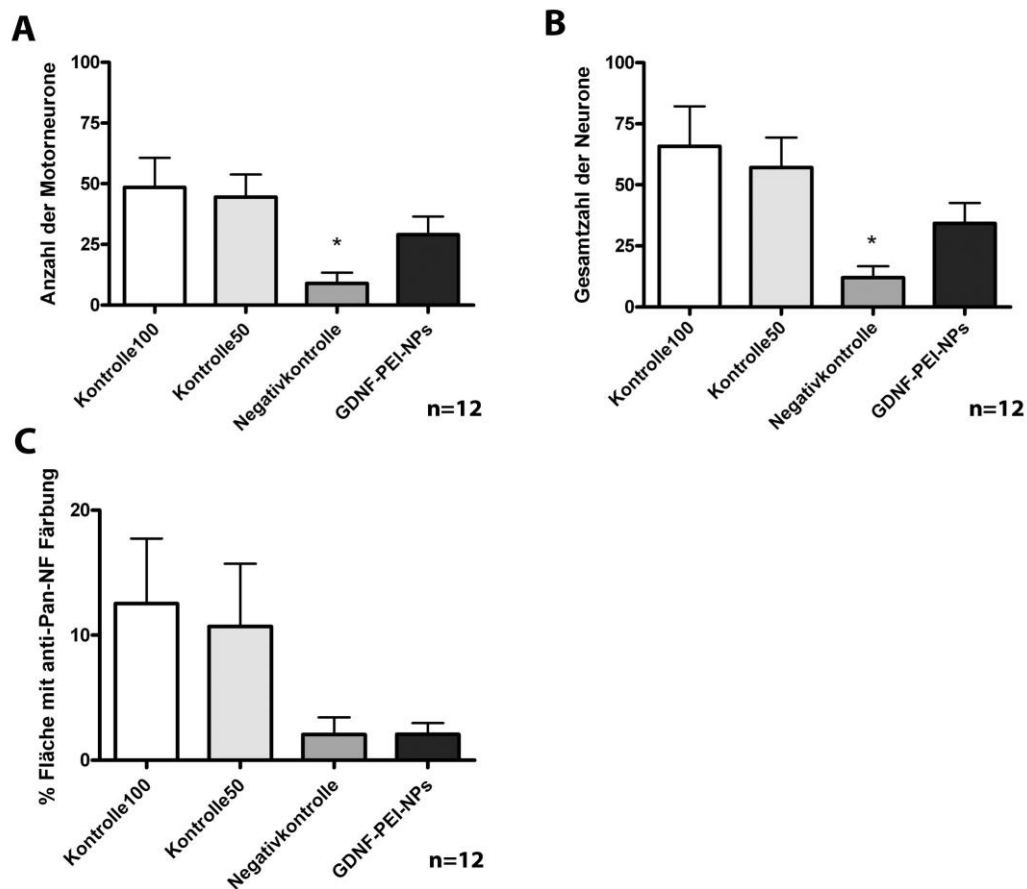 A
Anzahl der Motorneurone
100
75
50
25
0
*
Kontrolle100
Kontrolle50
Negativkontrolle
GDNF-PEI-NPs
n=12
B
Gesamtzahl der Neurone
100
75
50
25
0
*
Kontrolle100
Kontrolle50
Negativkontrolle
GDNF-PEI-NPs
n=12
C
% Fläche mit anti-Pan-NF Färbung
20
10
0
Kontrolle100
Kontrolle50
Negativkontrolle
GDNF-PEI-NPs
n=12